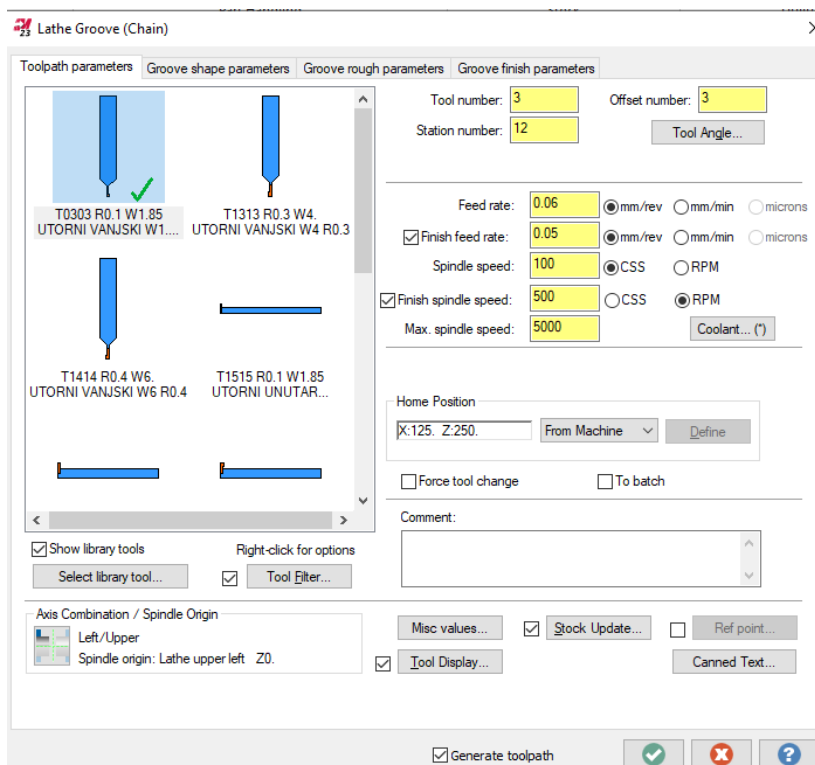 Lathe Groove (Chain)
Toolpath parameters Groove shape parameters Groove rough parameters Groove finish parameters
T0303 R0.1 W1.85
UTORNI VANJSKI W1....
T1313 R0.3 W4.
UTORNI VANJSKI W4 R0.3
T1414 R0.4 W6.
UTORNI VANJSKI W6 R0.4
T1515 R0.1 W1.85
UTORNI UNUTAR...
Show library tools
Right-click for options
Select library tool...
Tool Filter...
Tool number: 3
Offset number: 3
Station number: 12
Tool Angle...
Feed rate: 0.06 mm/rev mm/min microns
Finish feed rate: 0.05 mm/rev mm/min microns
Spindle speed: 100 CSS RPM
Finish spindle speed: 500 CSS RPM
Max. spindle speed: 5000
Coolant... (*)
Home Position
X:125. Z:250.
From Machine
Define
Force tool change
To batch
Comment:
Axis Combination / Spindle Origin
Left/Upper
Spindle origin: Lathe upper left Z0.
Misc values...
Stock Update...
Ref point...
Tool Display...
Canned Text...
Generate toolpath